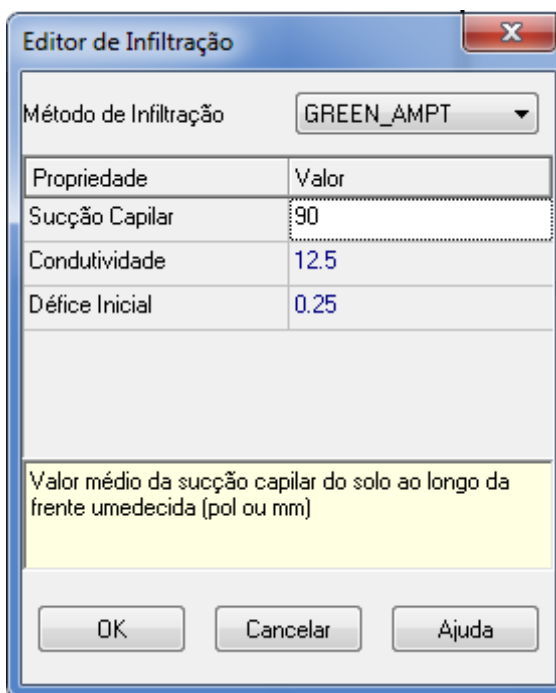 Editor de Infiltração
Método de Infiltração GREEN_AMPT
Propriedade Valor
Sucção Capilar 90
Condutividade 12.5
Défice Inicial 0.25
Valor médio da sucção capilar do solo ao longo da
frente umedecida (pol ou mm)
OK Cancelar Ajuda